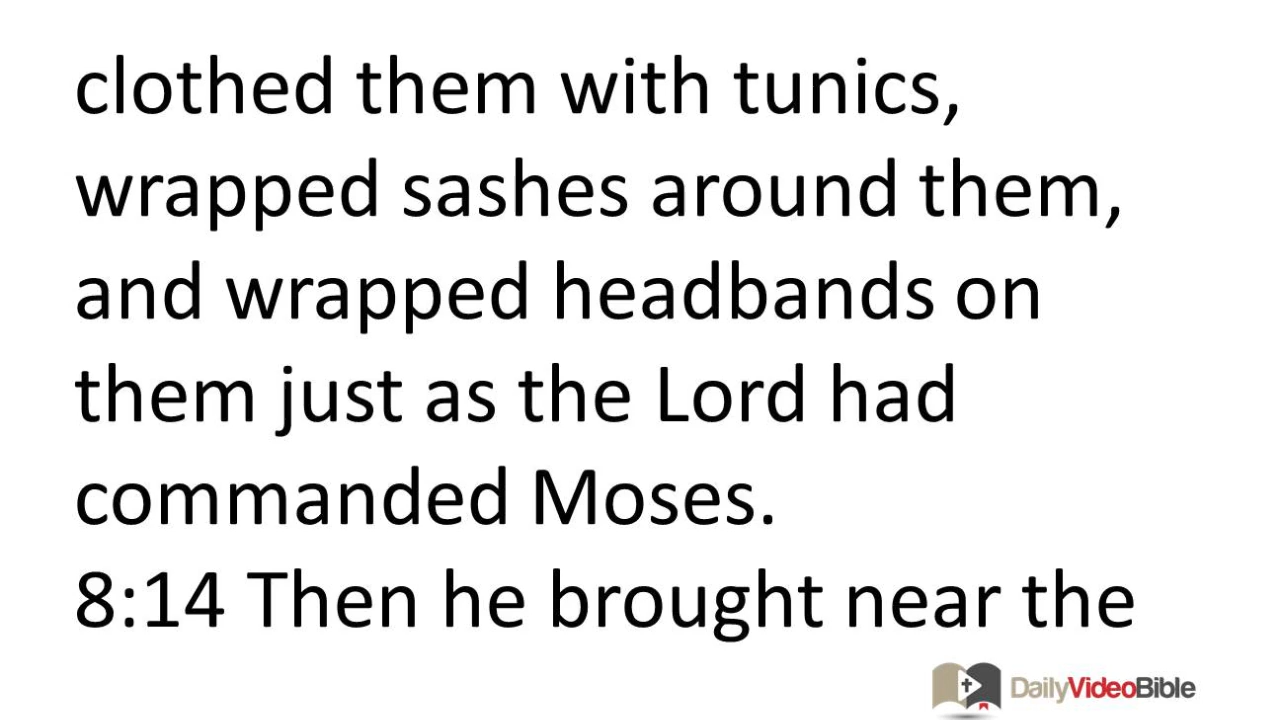 clothed them with tunics,
wrapped sashes around them,
and wrapped headbands on
them just as the Lord had
commanded Moses.
8:14 Then he brought near the
DailyVideoBible